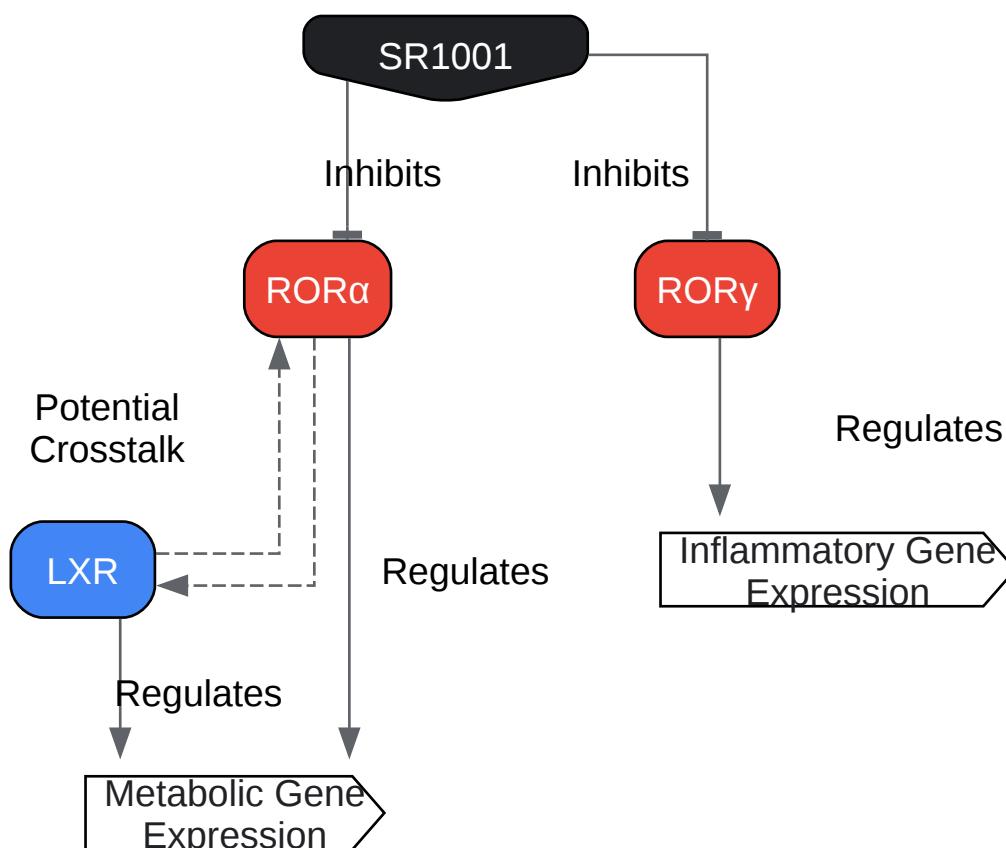 SR1001
Inhibits
Inhibits
RORα
RORγ
Potential
Crosstalk
Regulates
LXR
Regulates
Inflammatory Gene
Expression
Regulates
Metabolic Gene
Expression